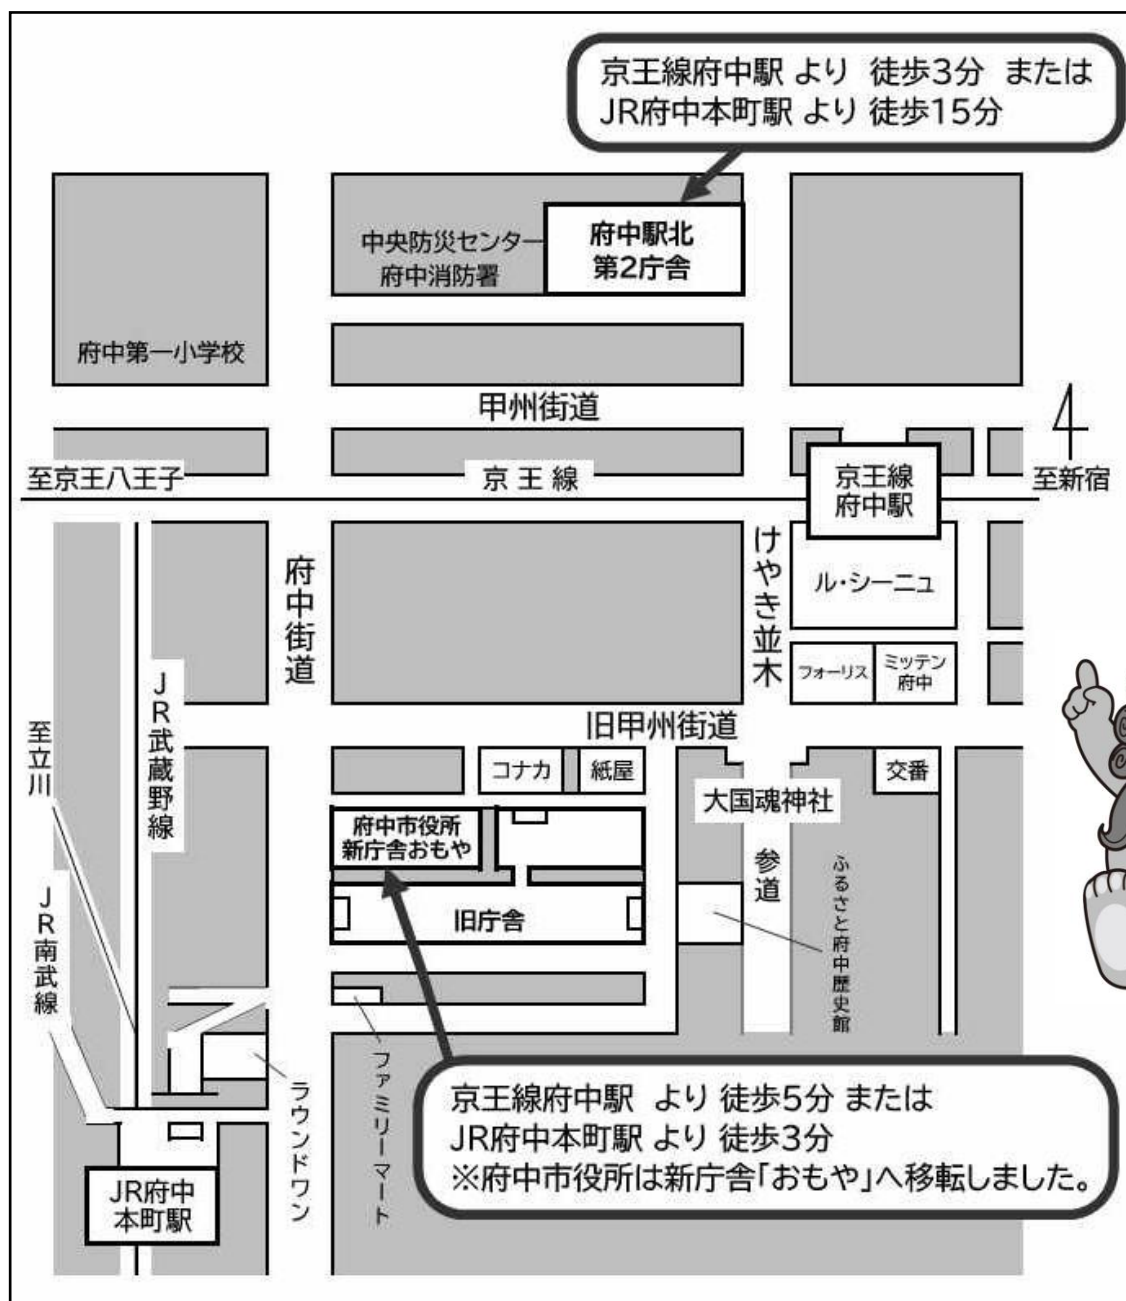 京王線府中駅 より 徒歩3分 または
JR府中本町駅 より 徒歩15分
中央防災センター
府中消防署
府中駅北
第2庁舎
府中第一小学校
甲州街道
至京王八王子
京王線
京王線
府中駅
至新宿
府中街道
けやき並木
ル・シーニュ
フォーリス
ミッテン
府中
JR武蔵野線
至立川
旧甲州街道
コナカ
紙屋
交番
大国魂神社
府中市役所
新庁舎おもや
参道
ふるさと府中歴史館
旧庁舎
JR南武線
ファミリーマート
ラウンドワン
京王線府中駅 より 徒歩5分 または
JR府中本町駅 より 徒歩3分
※府中市役所は新庁舎「おもや」へ移転しました。
JR府中
本町駅